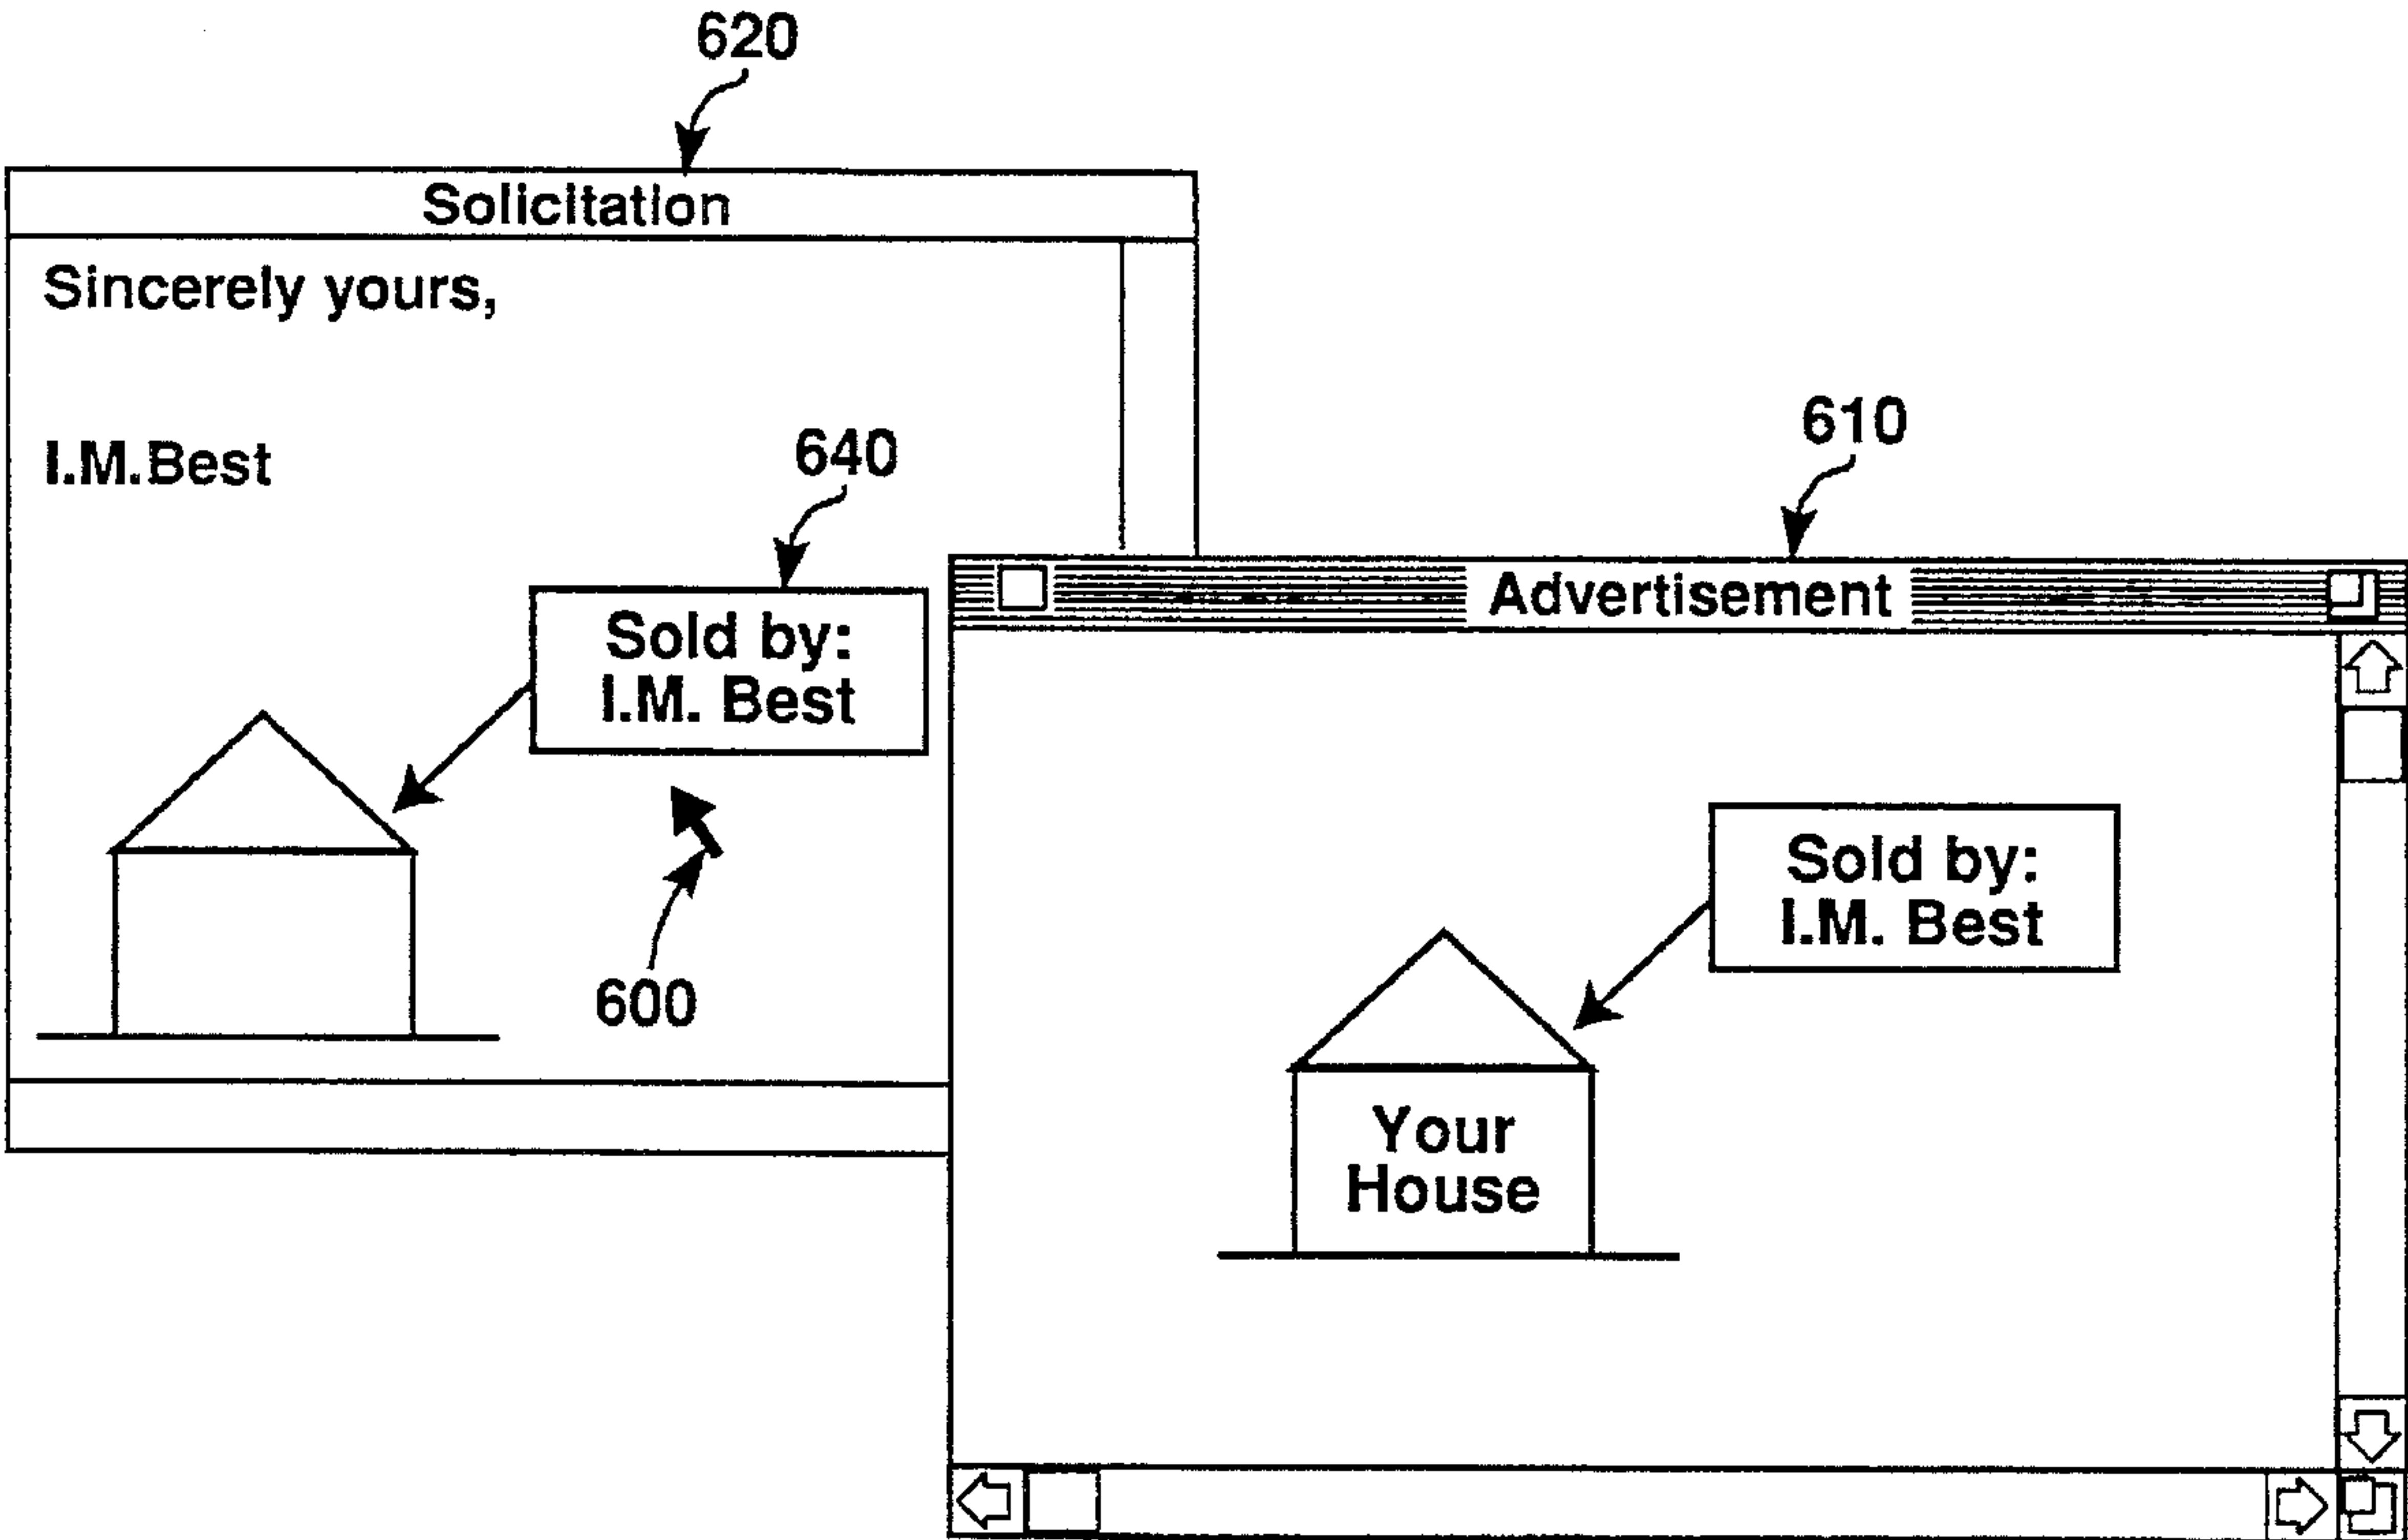 620
Solicitation
Sincerely yours,
I.M.Best
640
Sold by:
I.M. Best
600
610
Advertisement
Sold by:
I.M. Best
Your
House